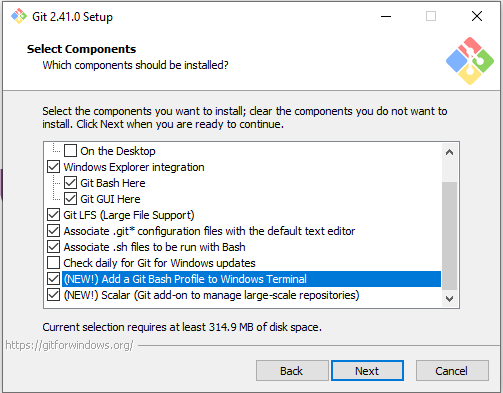 Git 2.41.0 Setup
Select Components
Which components should be installed?
Select the components you want to install; clear the components you do not want to
install. Click Next when you are ready to continue.
On the Desktop
Windows Explorer integration
Git Bash Here
Git GUI Here
Git LFS (Large File Support)
Associate .git* configuration files with the default text editor
Associate .sh files to be run with Bash
Check daily for Git for Windows updates
(NEW!) Add a Git Bash Profile to Windows Terminal
(NEW!) Scalar (Git add-on to manage large-scale repositories)
Current selection requires at least 314.9 MB of disk space.
https://gitforwindows.org/
Back
Next
Cancel